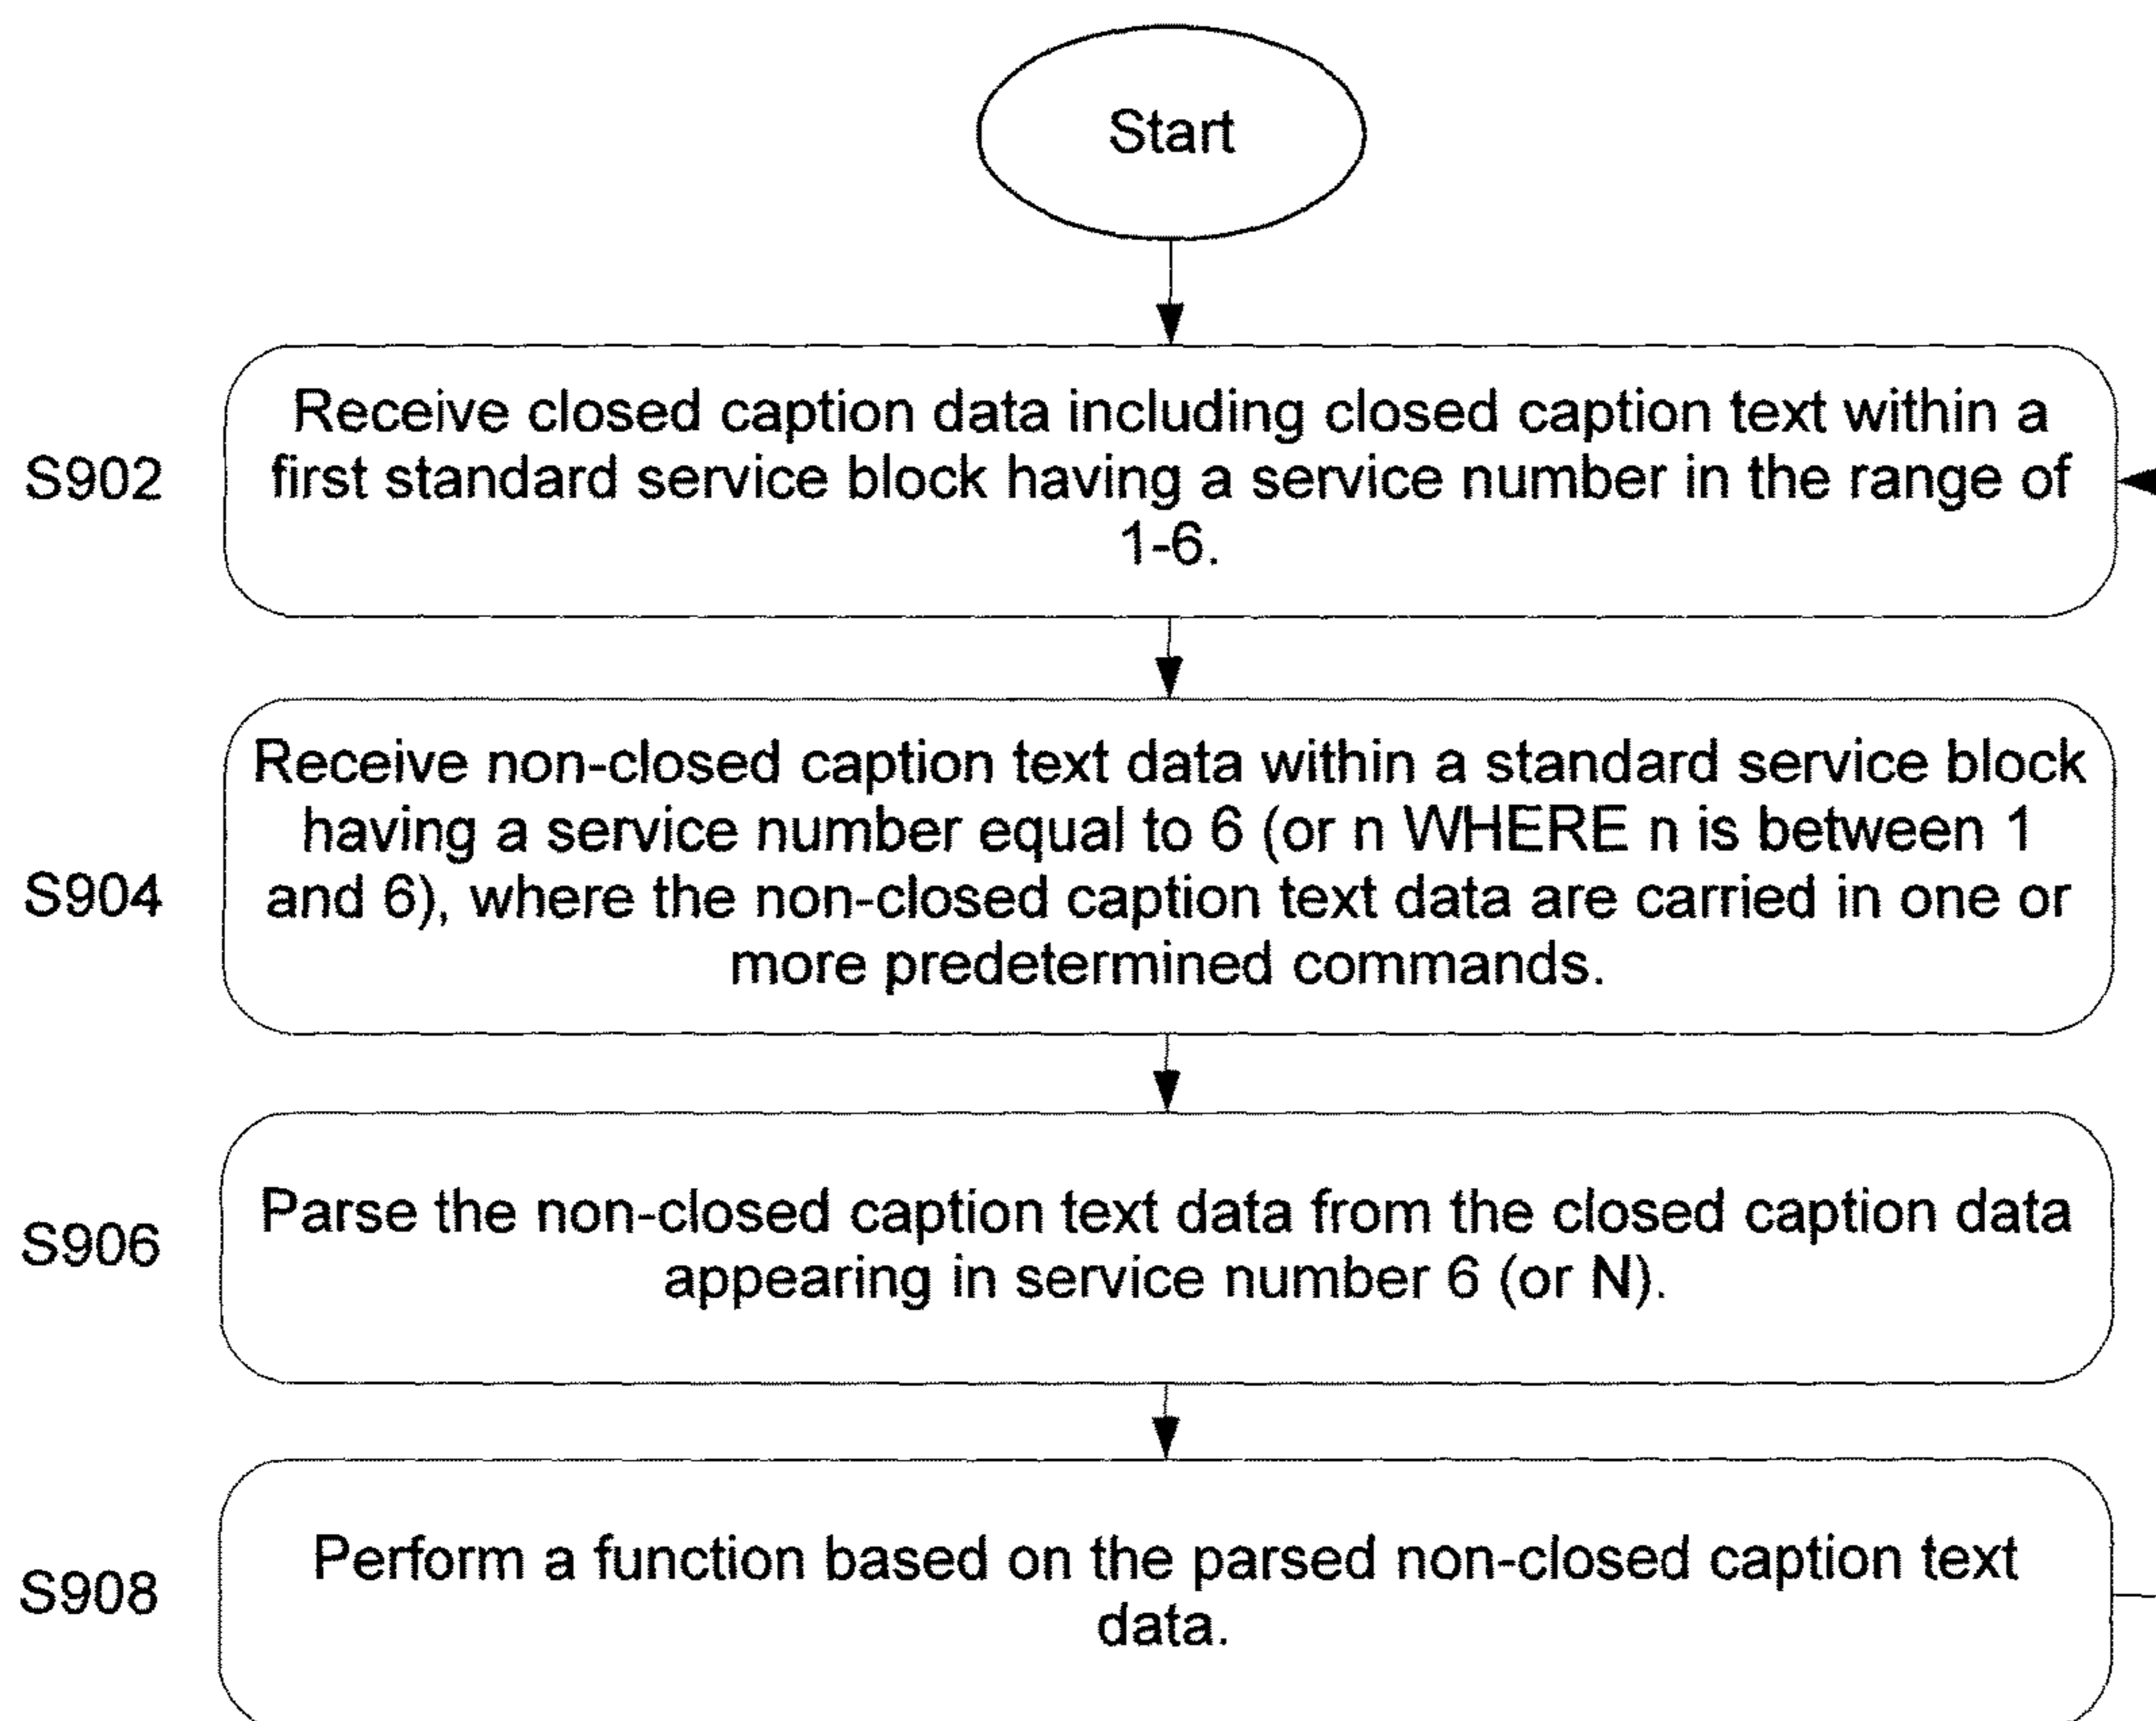 Start
Receive closed caption data including closed caption text within a
S902
first standard service block having a service number in the range of
1-6.
Receive non-closed caption text data within a standard service block
having a service number equal to 6 (or n WHERE n is between 1
S904
and 6), where the non-closed caption text data are carried in one or
more predetermined commands.
Parse the non-closed caption text data from the closed caption data
S906
appearing in service number 6 (or N).
Perform a function based on the parsed non-closed caption text
S908
data.